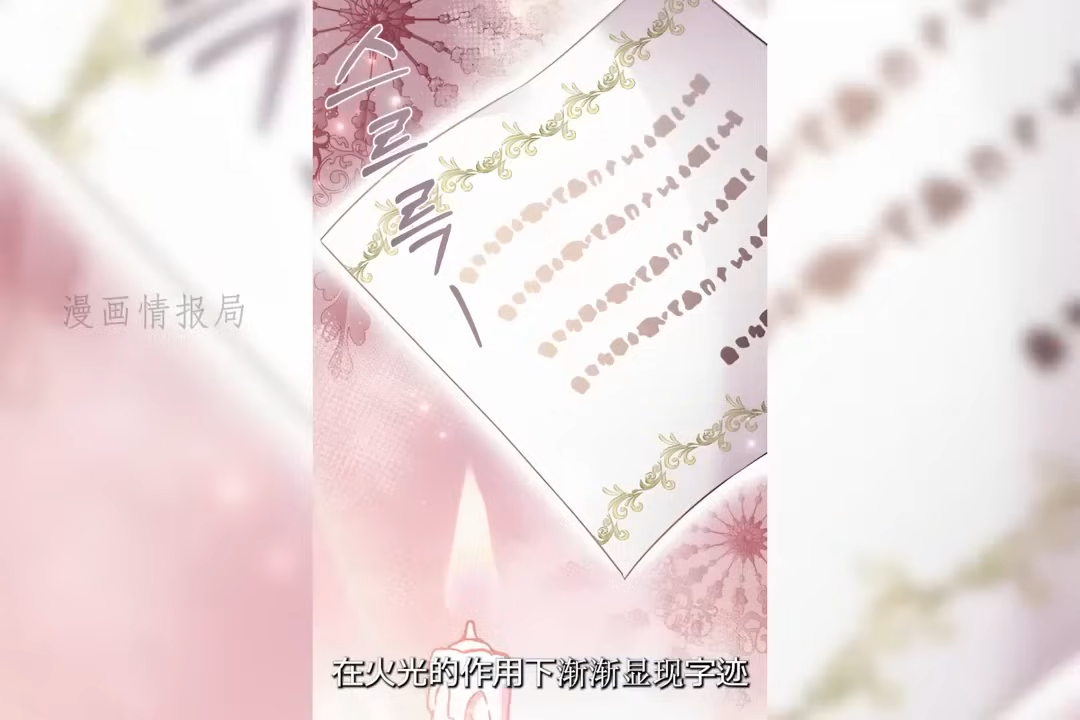 스르륵ㅡ
漫画情报局
在火光的作用下渐渐显现字迹